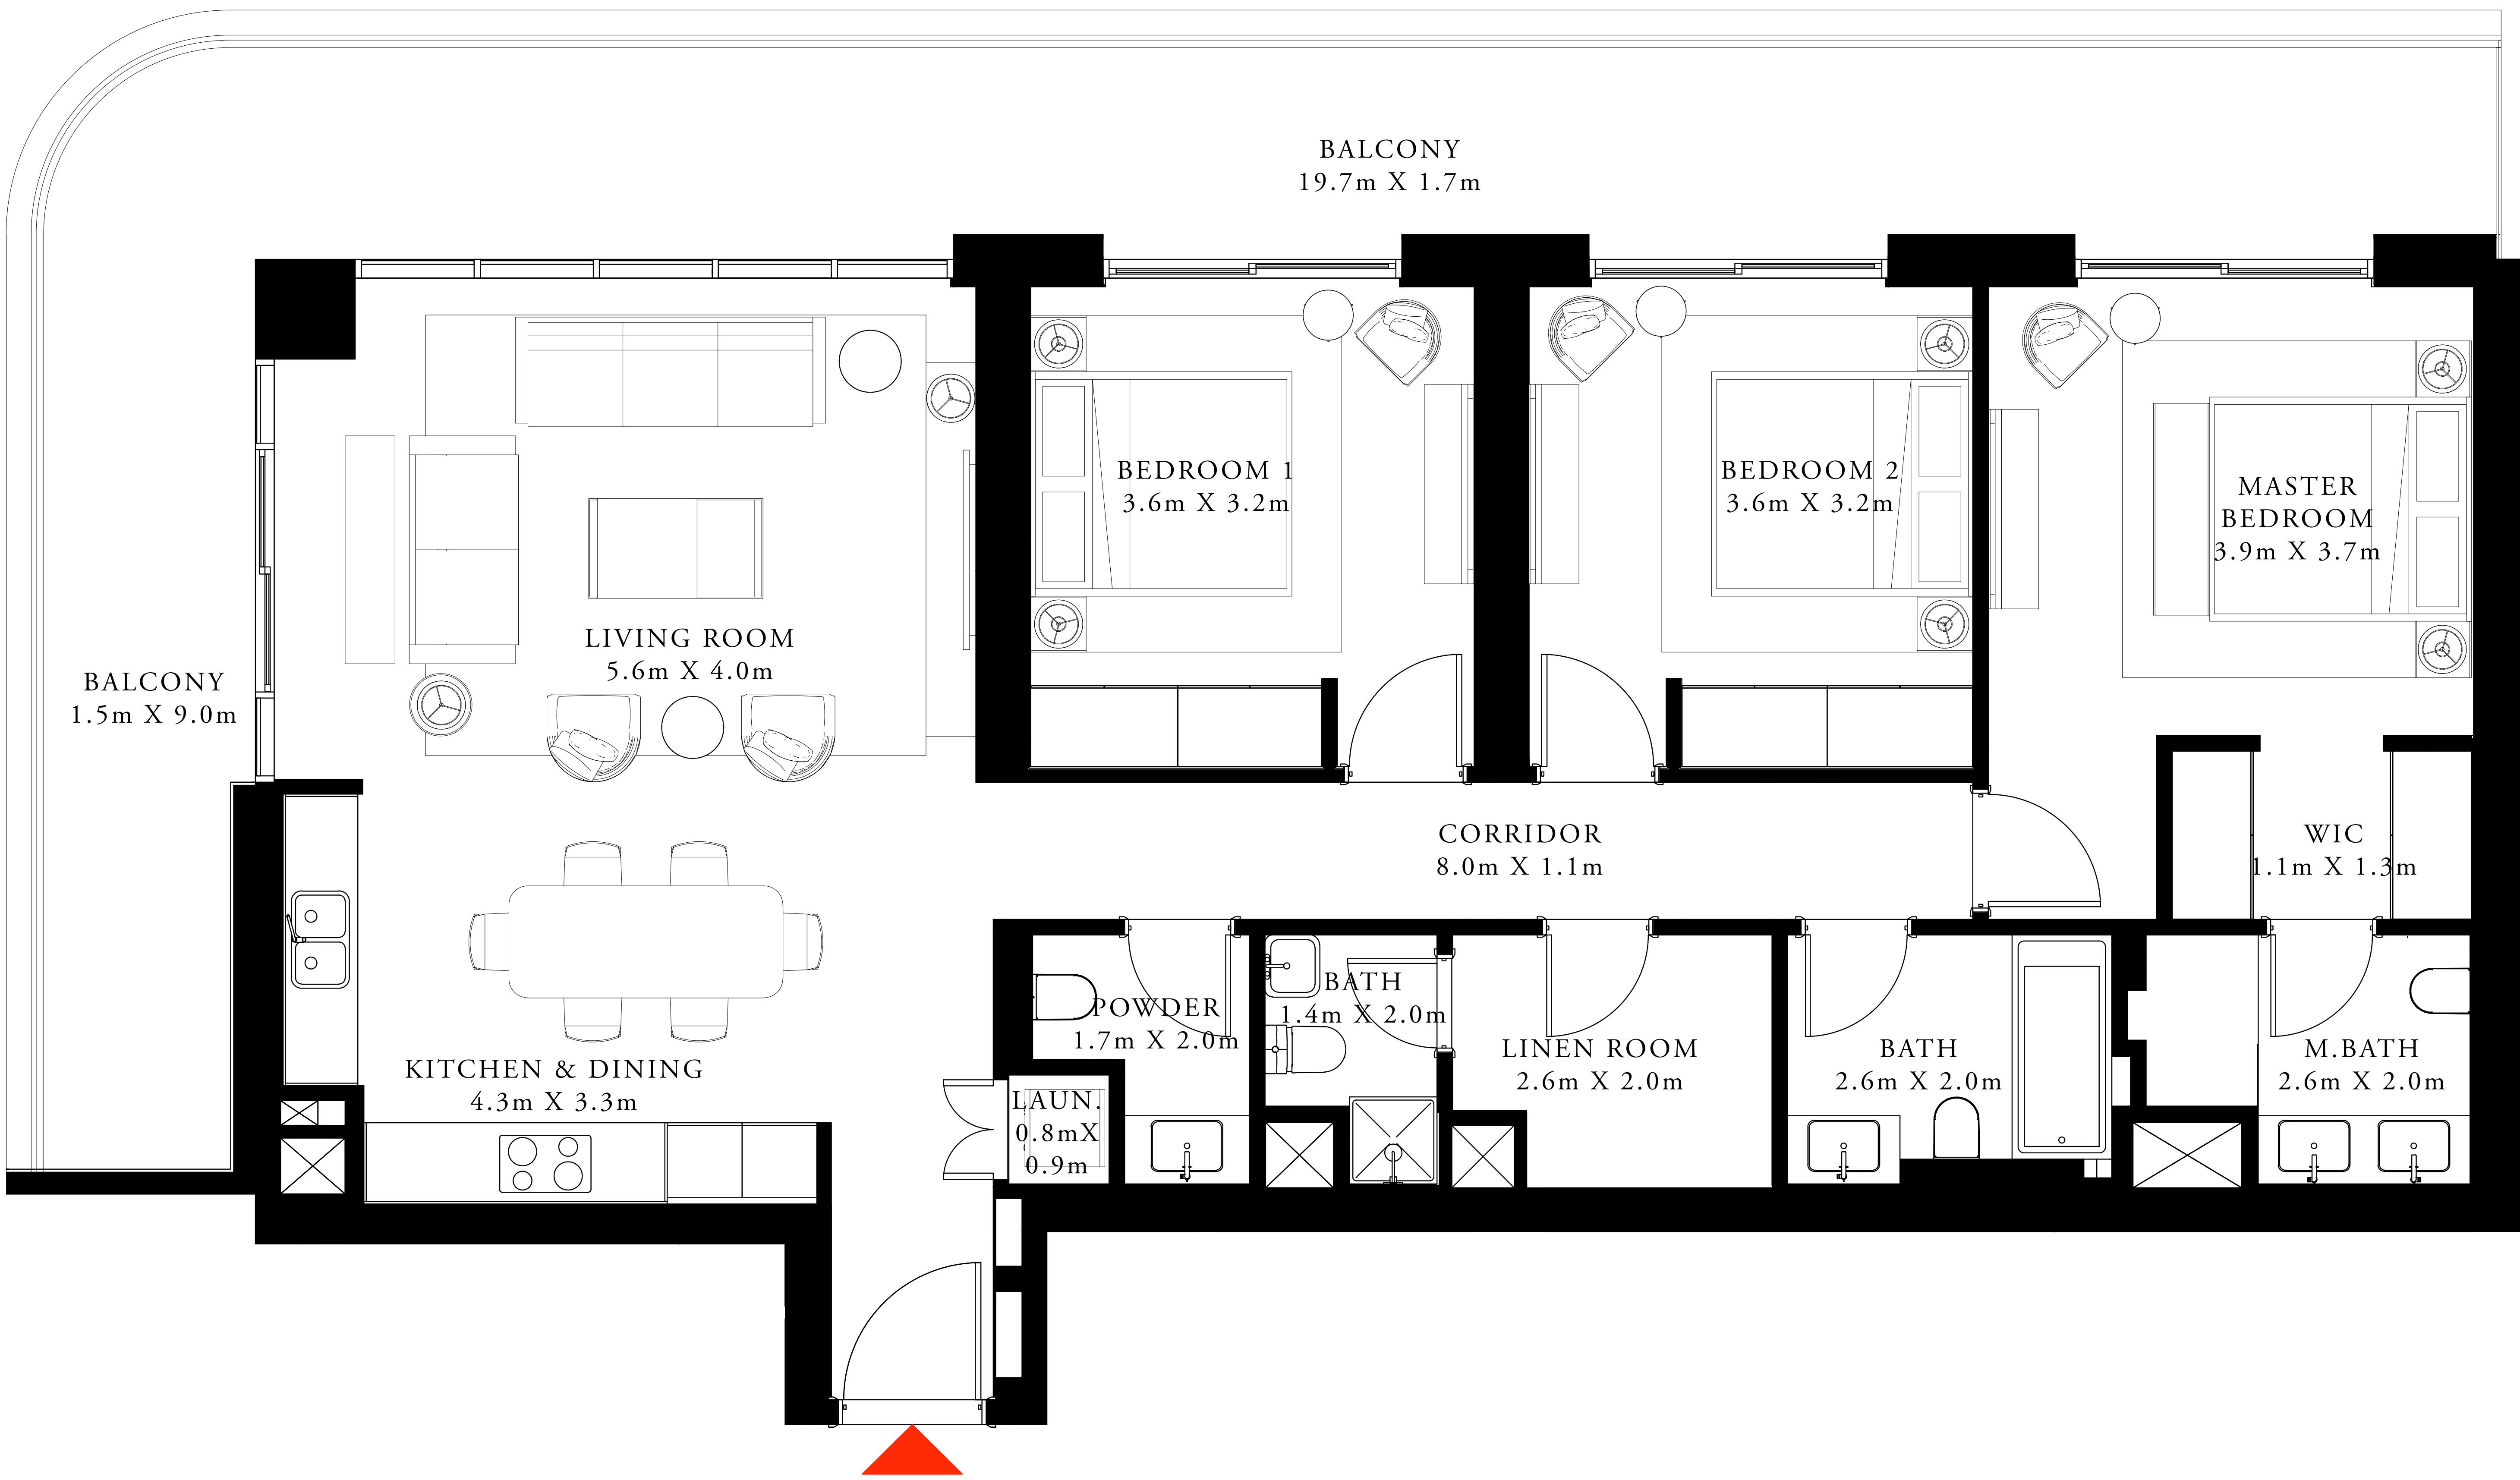 BALCONY
19.7m X 1.7m
BEDROOM 1
3.6m X 3.2m
BEDROOM 2
3.6m X 3.2m
MASTER
BEDROOM
3.9m X 3.7m
LIVING ROOM
5.6m X 4.0m
BALCONY
1.5m X 9.0m
CORRIDOR
8.0m X 1.1m
WIC
1.1m X 1.3m
KITCHEN & DINING
4.3m X 3.3m
POWDER
1.7m X 2.0m
BATH
1.4m X 2.0m
LINEN ROOM
2.6m X 2.0m
BATH
2.6m X 2.0m
M.BATH
2.6m X 2.0m
LAUN.
0.8mX
0.9m